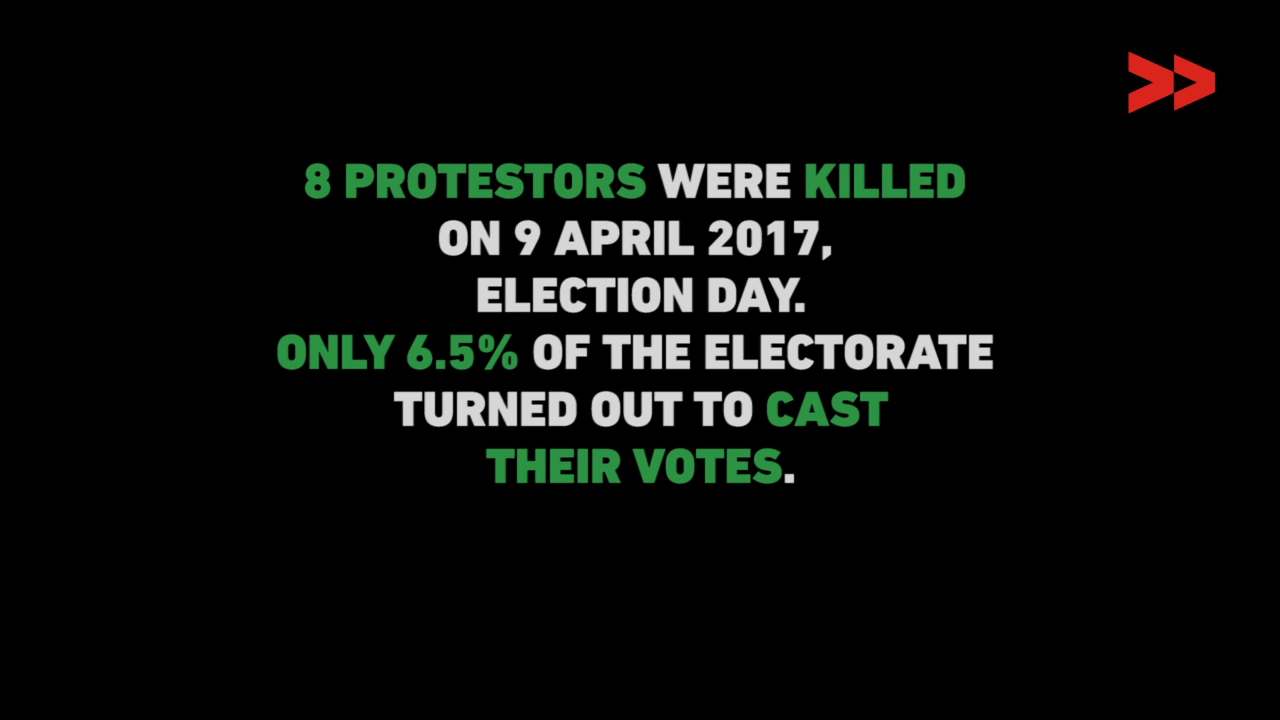 8 PROTESTORS WERE KILLED
ON 9 APRIL 2017,
ELECTION DAY.
ONLY 6.5% OF THE ELECTORATE
TURNED OUT TO CAST
THEIR VOTES.